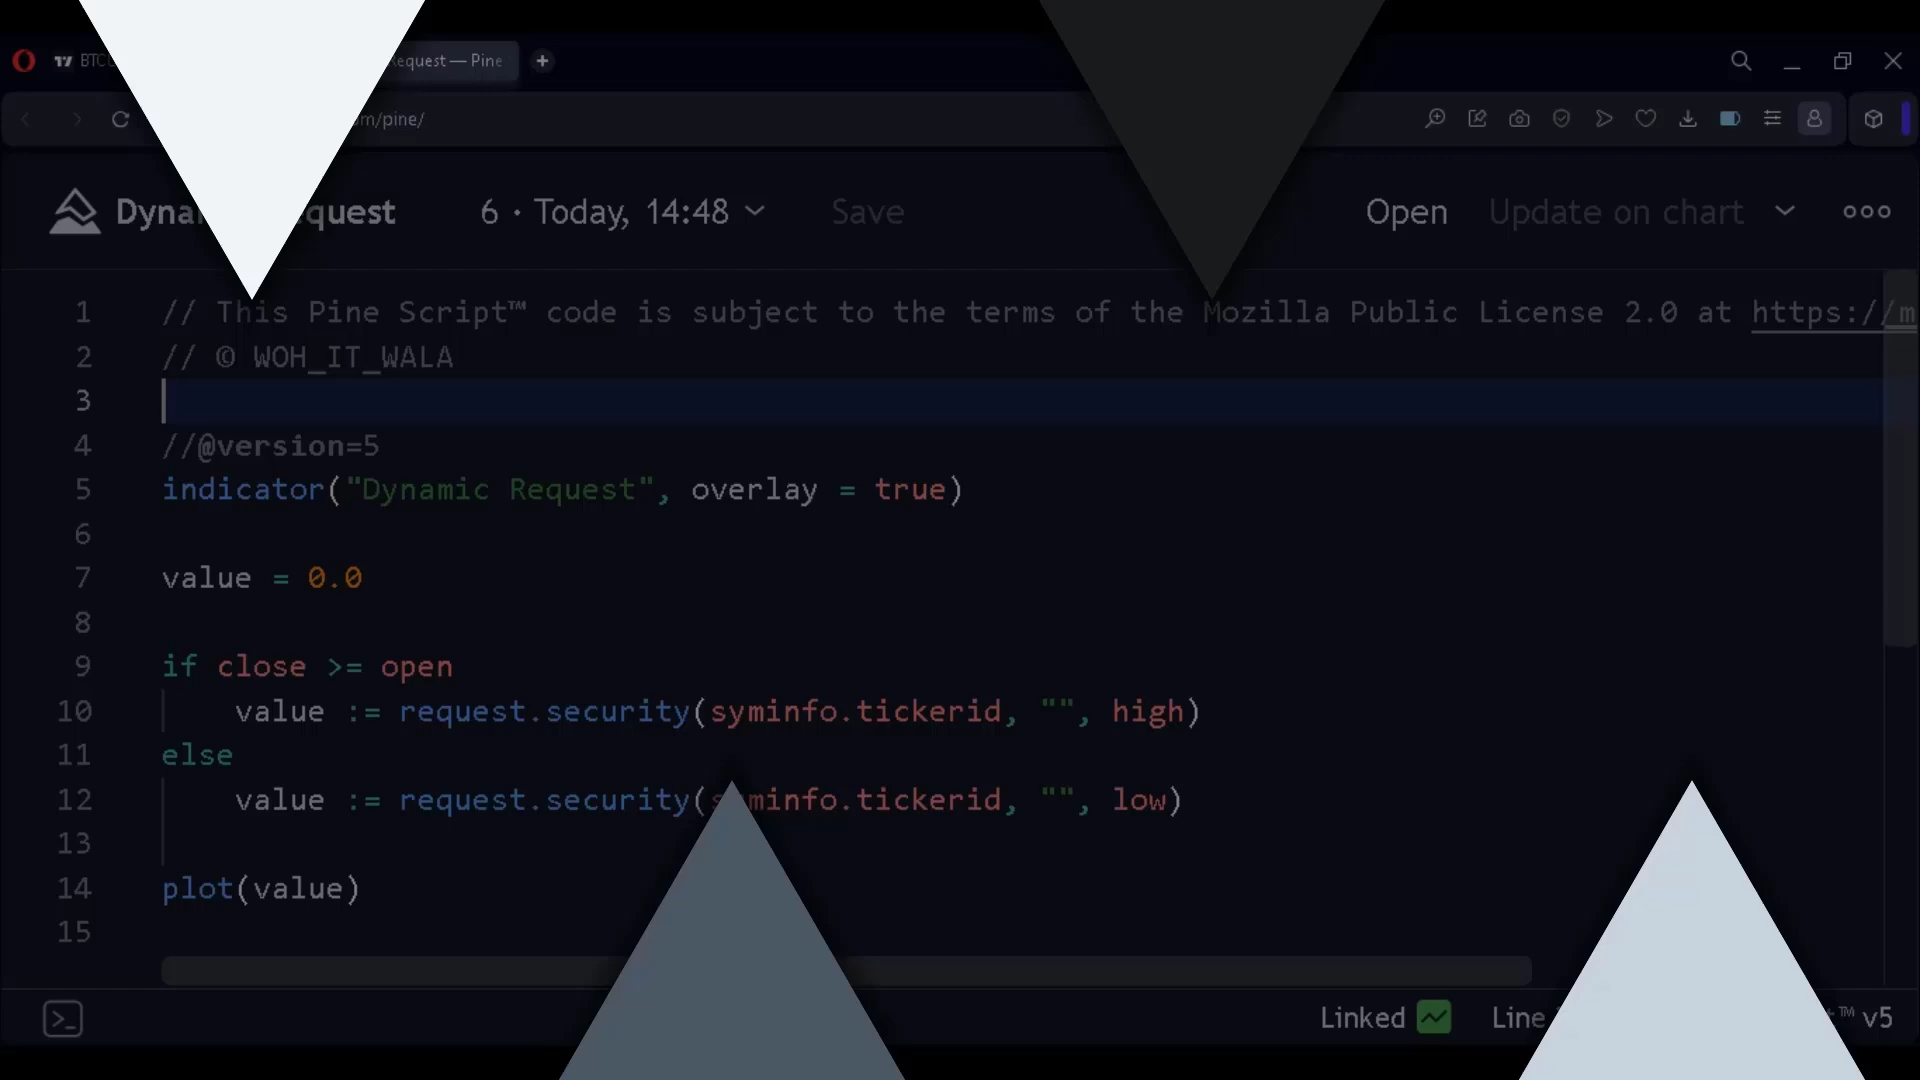 BTC
equest — Pine
m/pine/
Dyna quest 6 · Today, 14:48 Save Open Update on chart
1 // This Pine Script™ code is subject to the terms of the Mozilla Public License 2.0 at https://m
2 // © WOH_IT_WALA
3
4 //@version=5
5 indicator("Dynamic Request", overlay = true)
6
7 value = 0.0
8
9 if close >= open
10 value := request.security(syminfo.tickerid, "", high)
11 else
12 value := request.security(syminfo.tickerid, "", low)
13
14 plot(value)
15
Linked Line ™ v5